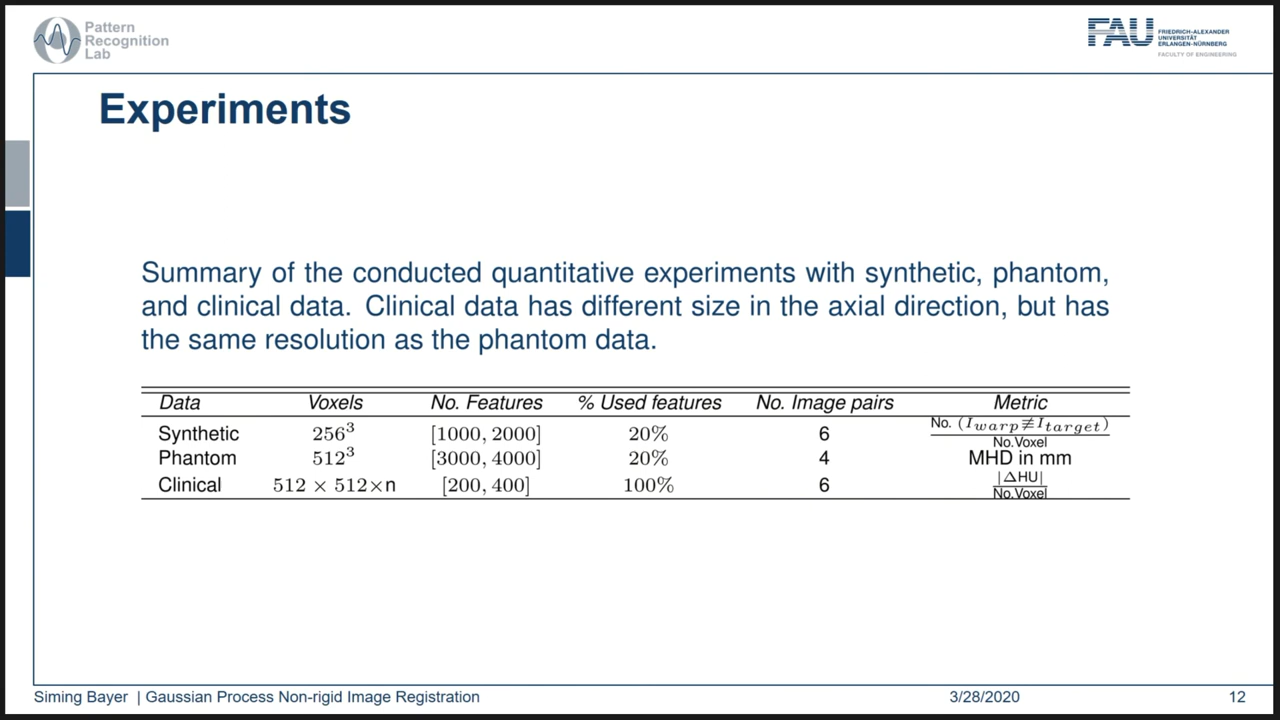 Pattern
Recognition
Lab
FAU
FRIEDRICH-ALEXANDER
UNIVERSITÄT
ERLANGEN-NÜRNBERG
FACULTY OF ENGINEERING
Experiments
Summary of the conducted quantitative experiments with synthetic, phantom,
and clinical data. Clinical data has different size in the axial direction, but has
the same resolution as the phantom data.
Data Voxels No. Features % Used features No. Image pairs Metric
Synthetic 256³ [1000, 2000] 20% 6 No. (I_warp ≢ I_target) / No.Voxel
Phantom 512³ [3000, 4000] 20% 4 MHD in mm
Clinical 512 × 512×n [200, 400] 100% 6 |ΔHU| / No.Voxel
Siming Bayer | Gaussian Process Non-rigid Image Registration 3/28/2020 12